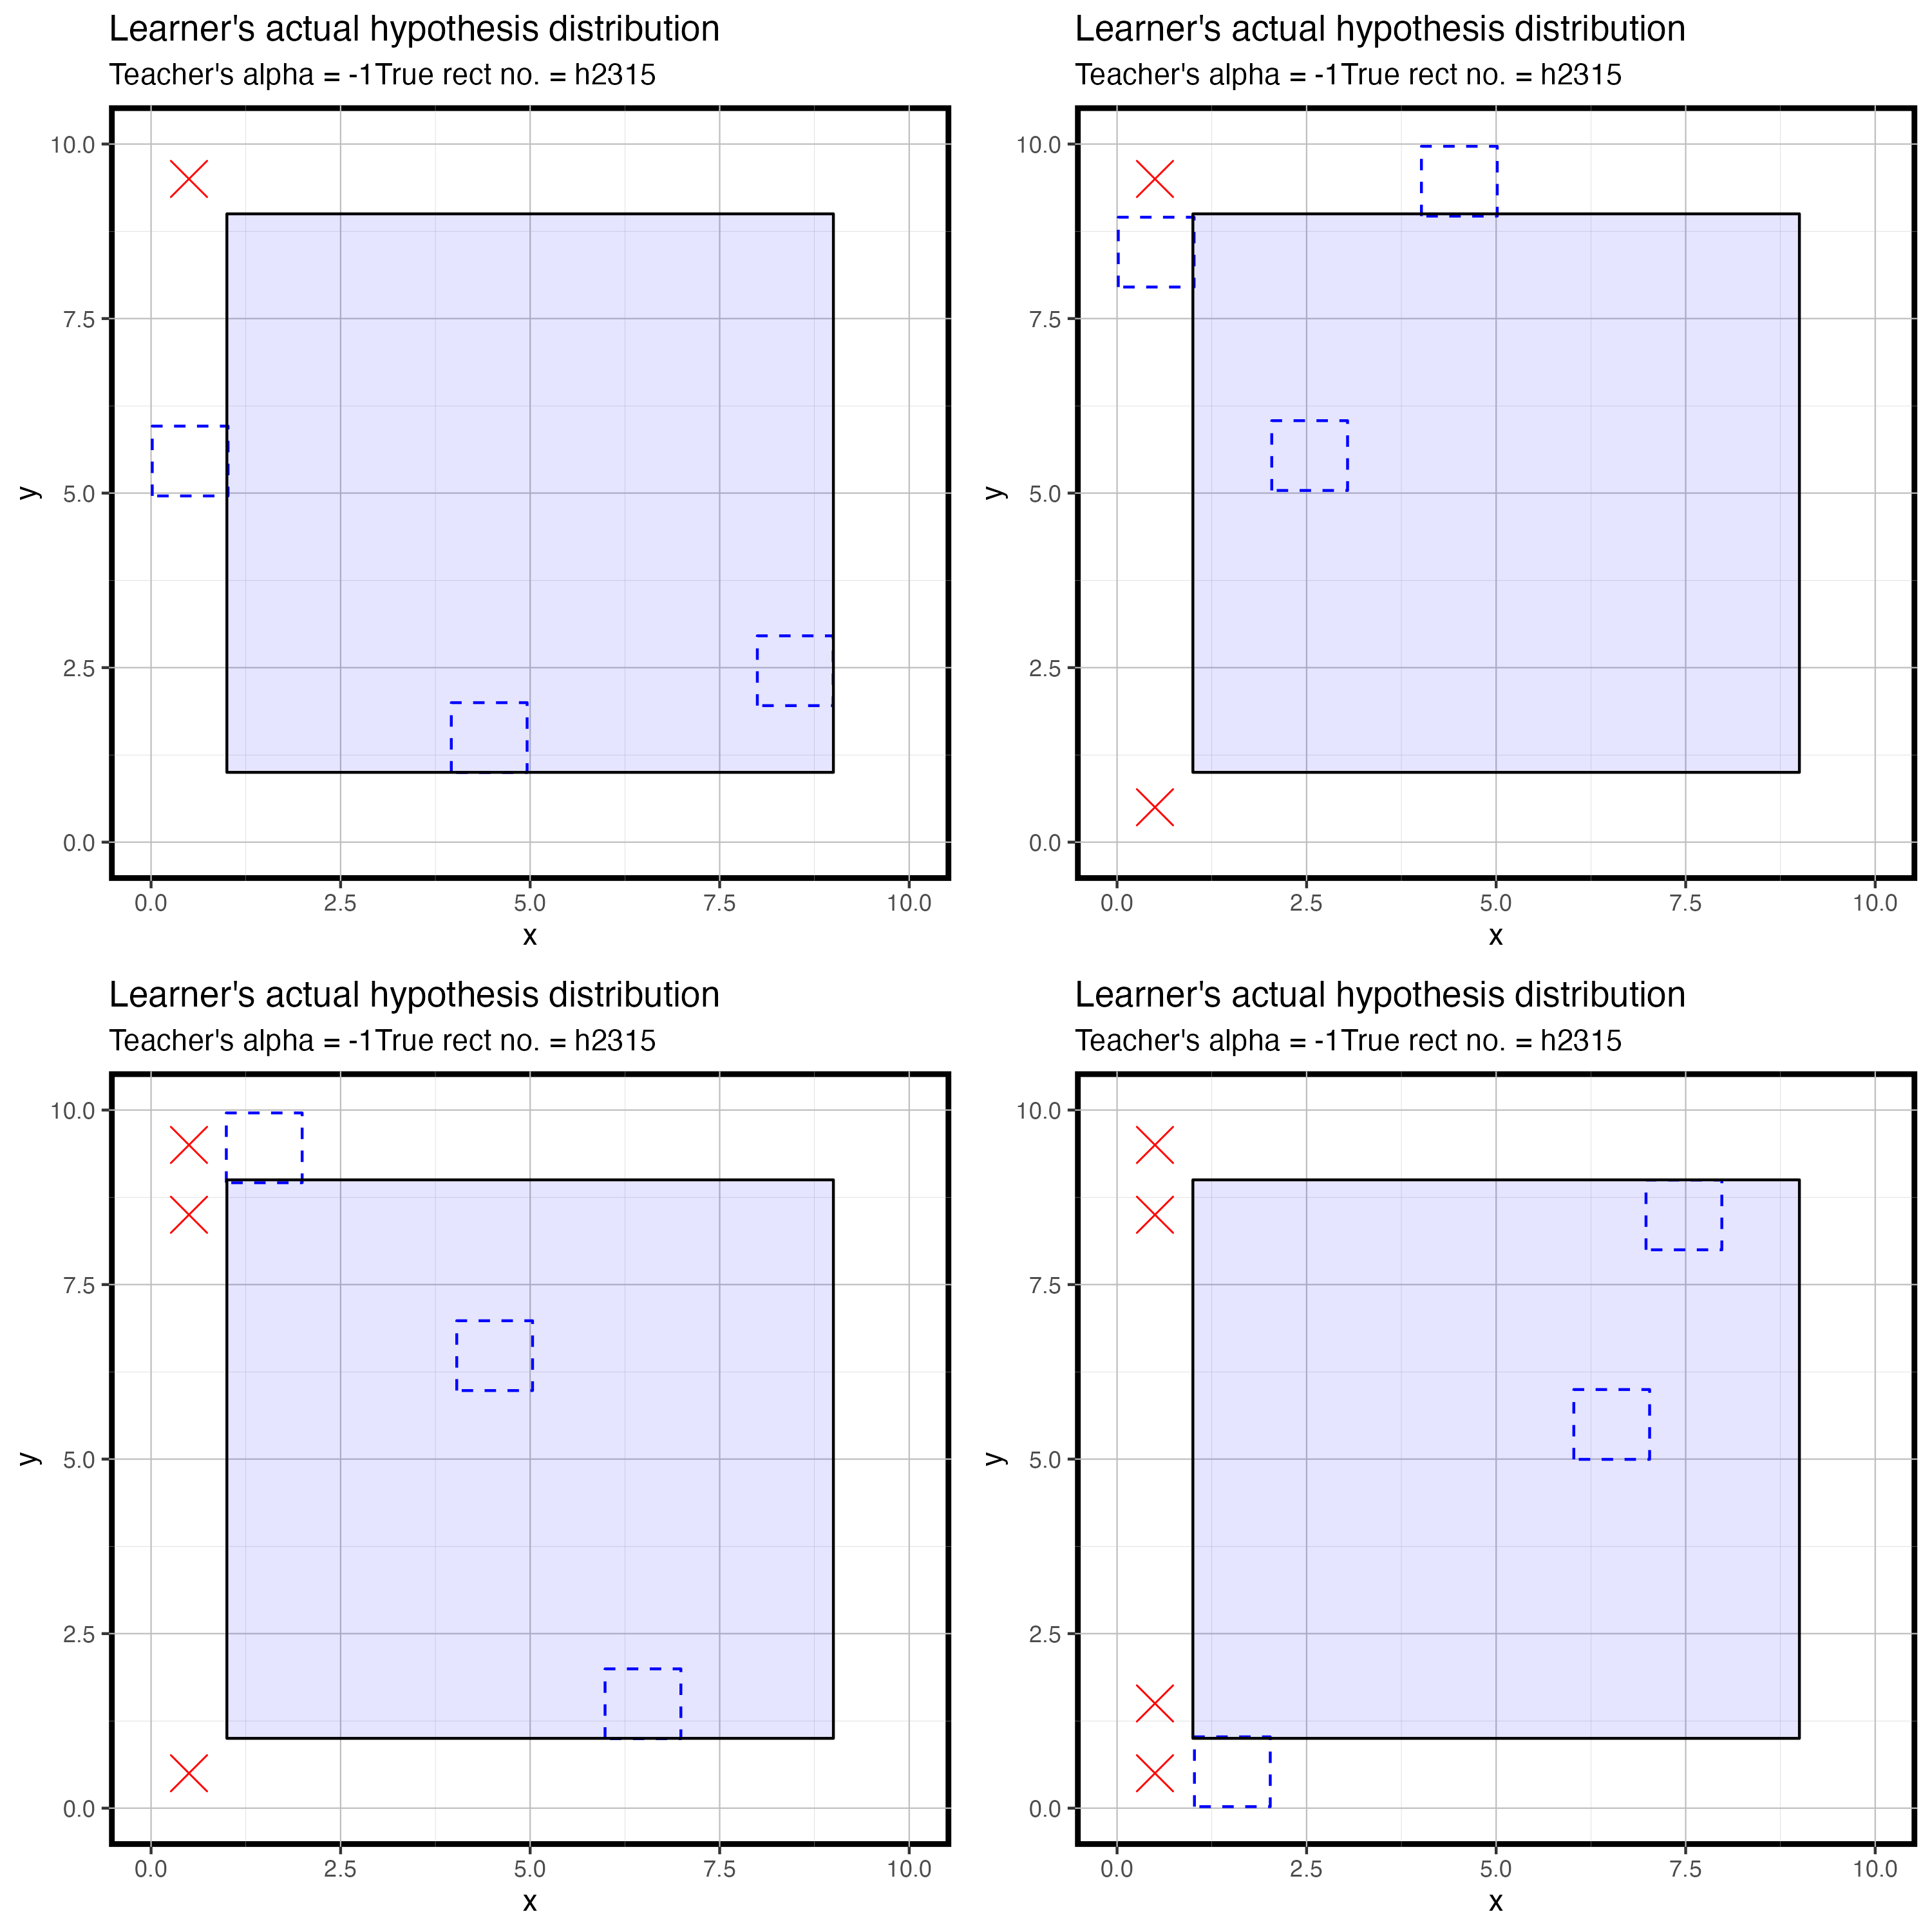 Learner's actual hypothesis distribution
Teacher's alpha = -1True rect no. = h2315
10.0
7.5
5.0
2.5
0.0
y
0.0 2.5 5.0 7.5 10.0
x
Learner's actual hypothesis distribution
Teacher's alpha = -1True rect no. = h2315
10.0
7.5
5.0
2.5
0.0
y
0.0 2.5 5.0 7.5 10.0
x
Learner's actual hypothesis distribution
Teacher's alpha = -1True rect no. = h2315
10.0
7.5
5.0
2.5
0.0
y
0.0 2.5 5.0 7.5 10.0
x
Learner's actual hypothesis distribution
Teacher's alpha = -1True rect no. = h2315
10.0
7.5
5.0
2.5
0.0
y
0.0 2.5 5.0 7.5 10.0
x